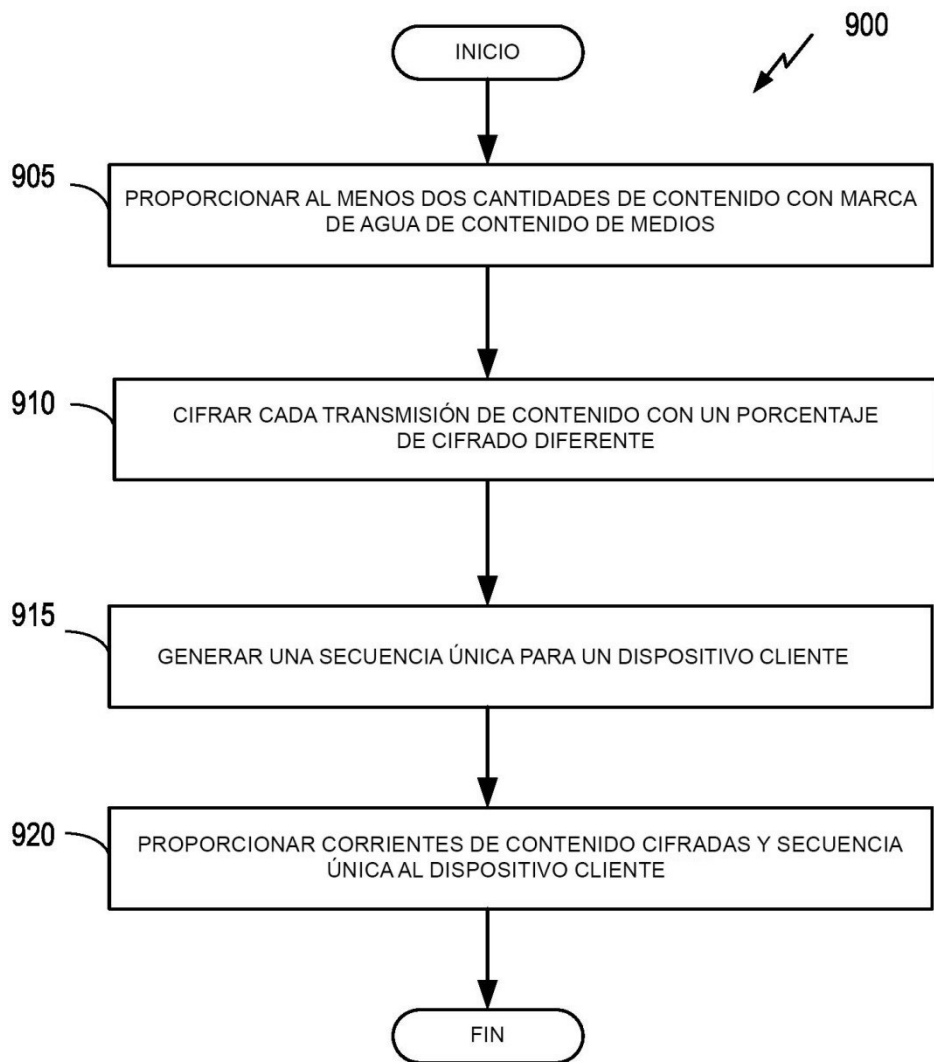 INICIO
900
905
PROPORCIONAR AL MENOS DOS CANTIDADES DE CONTENIDO CON MARCA
DE AGUA DE CONTENIDO DE MEDIOS
910
CIFRAR CADA TRANSMISIÓN DE CONTENIDO CON UN PORCENTAJE
DE CIFRADO DIFERENTE
915
GENERAR UNA SECUENCIA ÚNICA PARA UN DISPOSITIVO CLIENTE
920
PROPORCIONAR CORRIENTES DE CONTENIDO CIFRADAS Y SECUENCIA
ÚNICA AL DISPOSITIVO CLIENTE
FIN